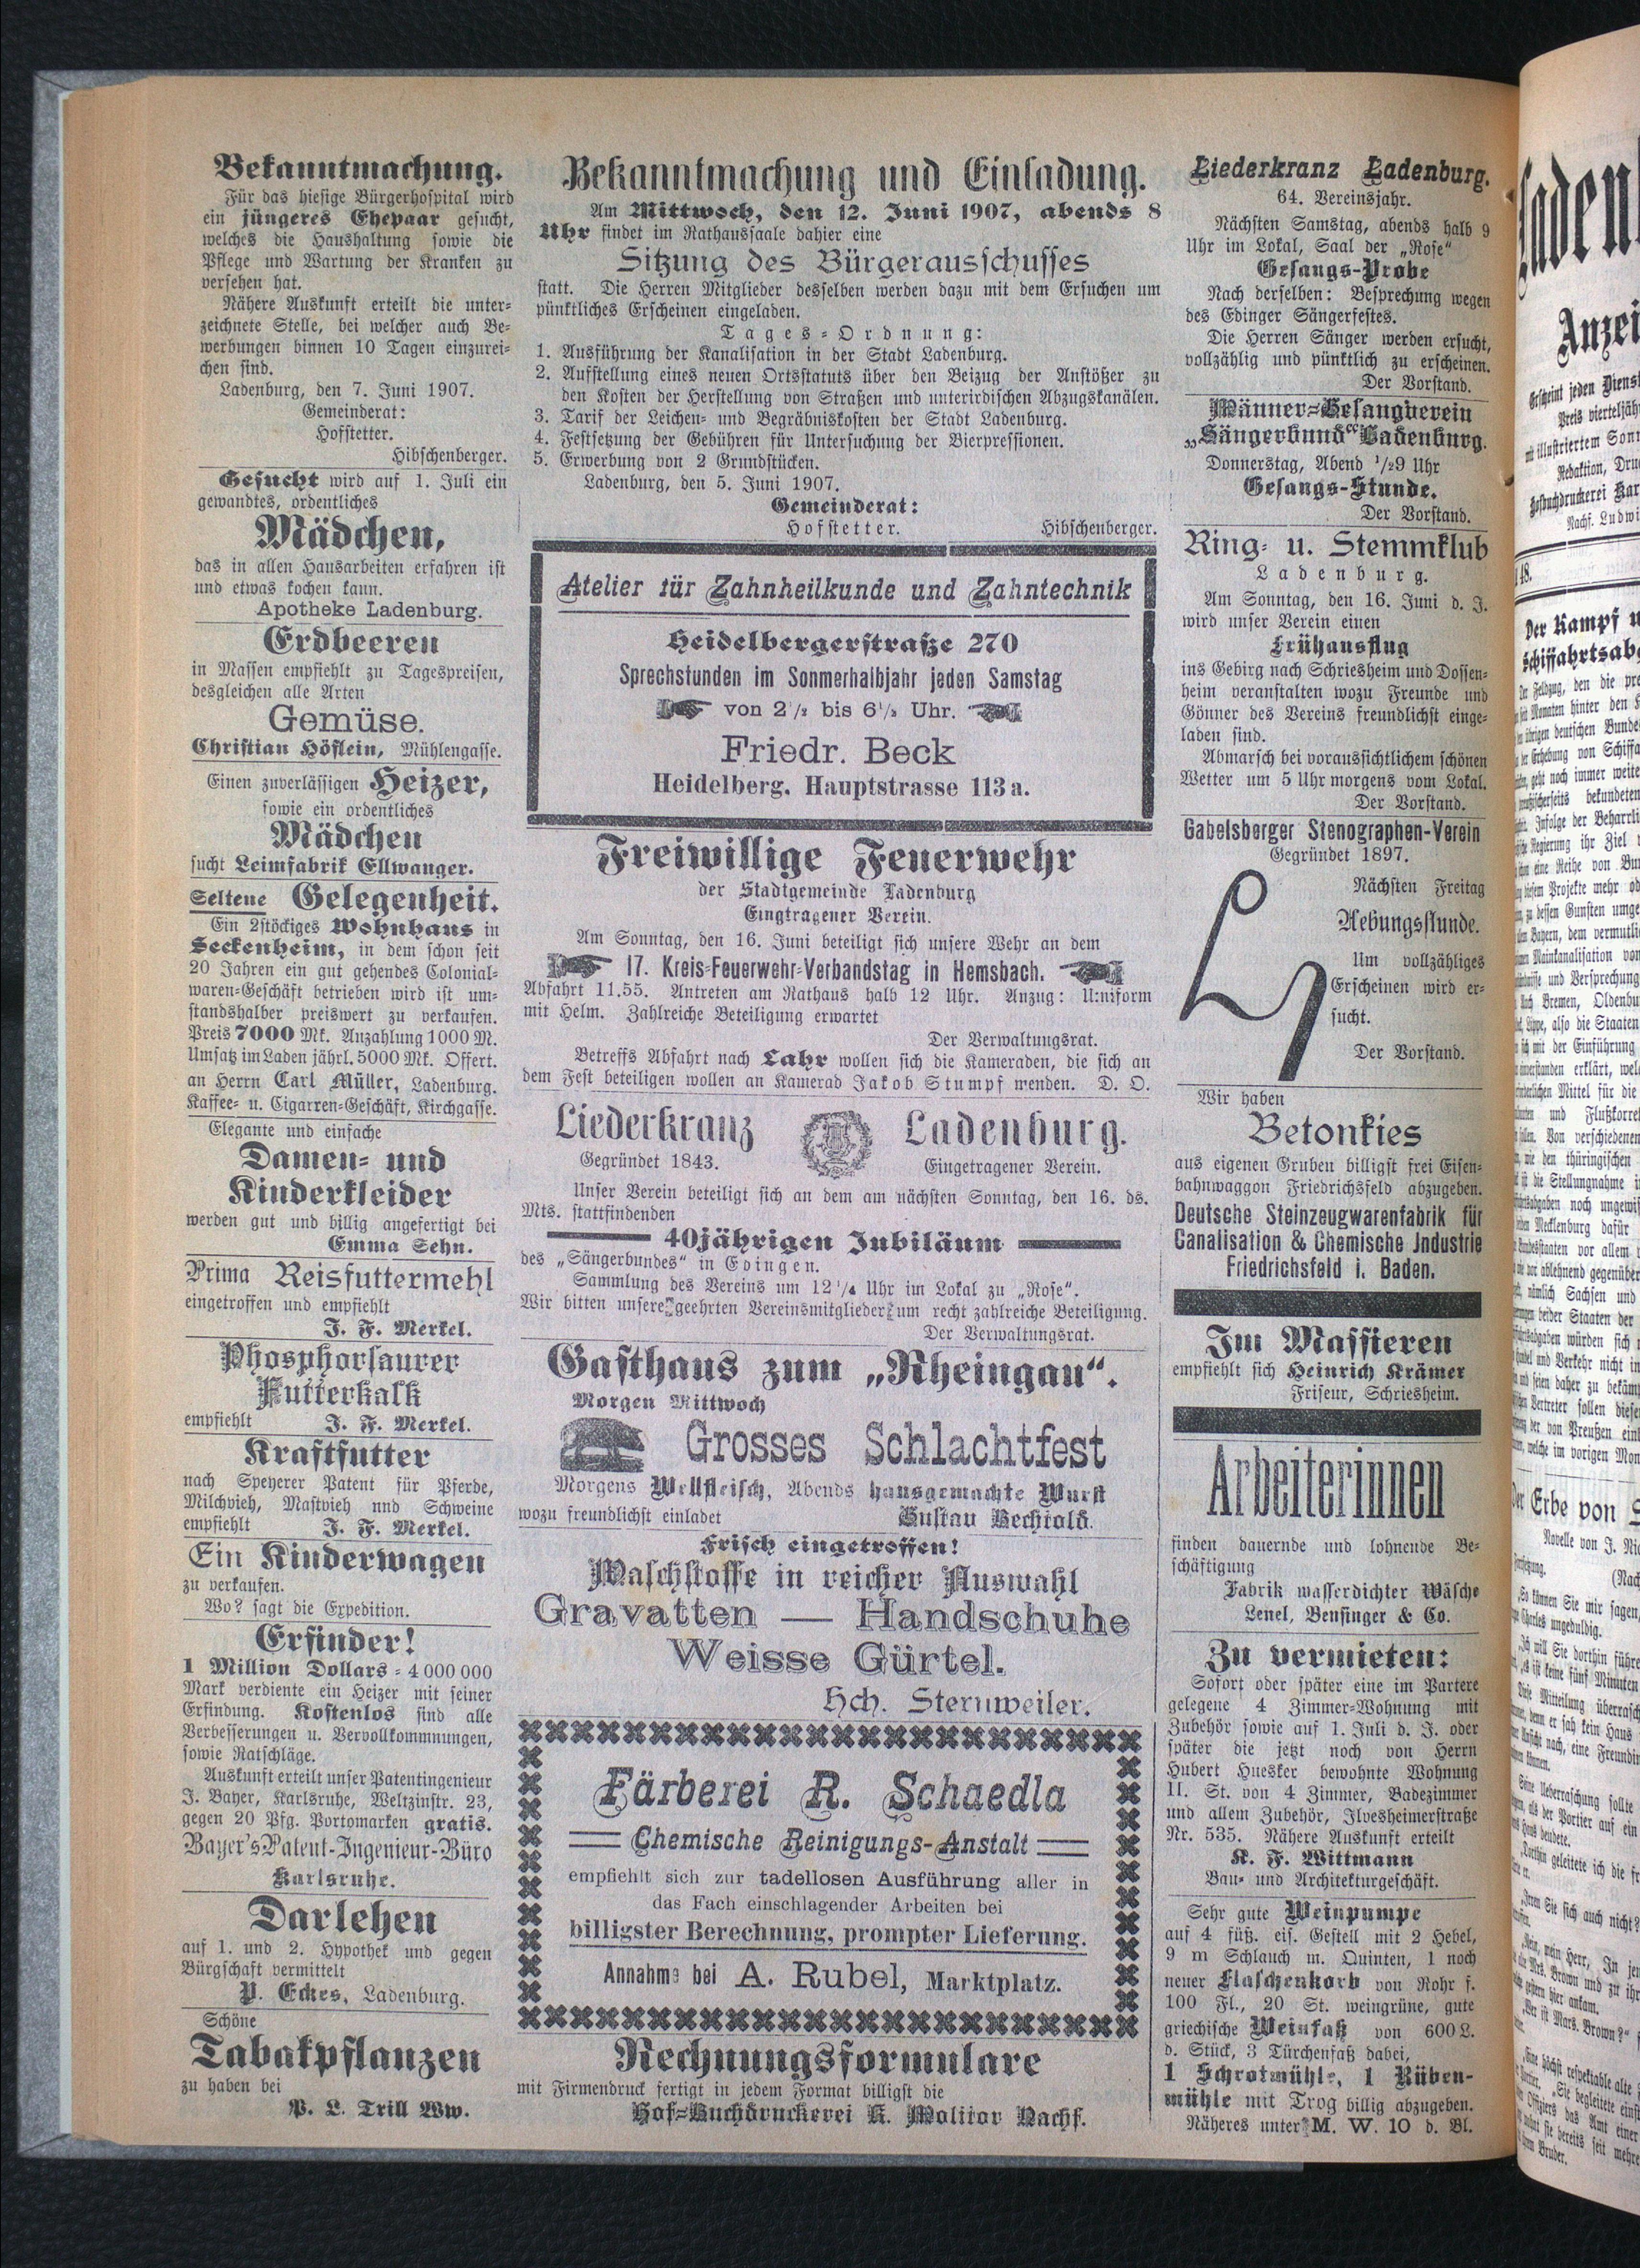 Bekanntmachung.
Für das hiesige Bürgerhospital wird
ein jüngeres Ehepaar gesucht,
welches die Haushaltung sowie die
Pflege und Wartung der Kranken zu
versehen hat.
Nähere Auskunft erteilt die unter-
zeichnete Stelle, bei welcher auch Be-
werbungen binnen 10 Tagen einzurei-
chen sind.
Ladenburg, den 7. Juni 1907.
Gemeinderat:
Hofstetter.
Hibschenberger.
Gesucht wird auf 1. Juli ein
gewandtes, ordentliches
Mädchen,
das in allen Hausarbeiten erfahren ist
und etwas kochen kann.
Apotheke Ladenburg.
Erdbeeren
in Massen empfiehlt zu Tagespreisen,
desgleichen alle Arten
Gemüse.
Christian Höflein, Mühlengasse.
Einen zuverlässigen Heizer,
sowie ein ordentliches
Mädchen
sucht Leimfabrik Ellwanger.
Seltene Gelegenheit.
Ein 2stöckiges Wohnhaus in
Seckenheim, in dem schon seit
20 Jahren ein gut gehendes Colonial-
waren-Geschäft betrieben wird ist um-
standshalber preiswert zu verkaufen.
Preis 7000 Mk. Anzahlung 1000 M.
Umsatz im Laden jährl. 5000 Mk. Offert.
an Herrn Carl Müller, Ladenburg.
Kaffee- u. Cigarren-Geschäft, Kirchgasse.
Elegante und einfache
Damen- und
Kinderkleider
werden gut und billig angefertigt bei
Emma Sehn.
Prima Reisfuttermehl
eingetroffen und empfiehlt
J. F. Merkel.
Phosphorsaurer
Futterkalk
empfiehlt J. F. Merkel.
Kraftfutter
nach Speyerer Patent für Pferde,
Milchvieh, Mastvieh nnd Schweine
empfiehlt J. F. Merkel.
Ein Kinderwagen
zu verkaufen.
Wo? sagt die Expedition.
Erfinder!
1 Million Dollars = 4 000 000
Mark verdiente ein Heizer mit seiner
Erfindung. Kostenlos sind alle
Verbesserungen u. Vervollkommnungen,
sowie Ratschläge.
Auskunft erteilt unser Patentingenieur
J. Bayer, Karlsruhe, Weltzinstr. 23,
gegen 20 Pfg. Portomarken gratis.
Bayer's Patent-Ingenieur-Büro
Karlsruhe.
Darlehen
auf 1. und 2. Hypothek und gegen
Bürgschaft vermittelt
P. Eckes, Ladenburg.
Schöne
Tabakpflanzen
zu haben bei
P. L. Trill Ww.
Bekanntmachung und Einladung.
Am Mittwoch, den 12. Juni 1907, abends 8
Uhr findet im Rathaussaale dahier eine
Sitzung des Bürgerausschusses
statt. Die Herren Mitglieder desselben werden dazu mit dem Ersuchen um
pünktliches Erscheinen eingeladen.
Tages-Ordnung:
1. Ausführung der Kanalisation in der Stadt Ladenburg.
2. Aufstellung eines neuen Ortsstatuts über den Beizug der Anstößer zu
den Kosten der Herstellung von Straßen und unterirdischen Abzugskanälen.
3. Tarif der Leichen- und Begräbniskosten der Stadt Ladenburg.
4. Festsetzung der Gebühren für Untersuchung der Bierpressionen.
5. Erwerbung von 2 Grundstücken.
Ladenburg, den 5. Juni 1907.
Gemeinderat:
Hofstetter. Hibschenberger.
Atelier für Zahnheilkunde und Zahntechnik
Heidelbergerstraße 270
Sprechstunden im Sommerhalbjahr jeden Samstag
von 2 1/2 bis 6 1/2 Uhr.
Friedr. Beck
Heidelberg. Hauptstrasse 113 a.
Freiwillige Feuerwehr
der Stadtgemeinde Ladenburg
Eingtragener Verein.
Am Sonntag, den 16. Juni beteiligt sich unsere Wehr an dem
17. Kreis-Feuerwehr-Verbandstag in Hemsbach.
Abfahrt 11.55. Antreten am Rathaus halb 12 Uhr. Anzug: Uniform
mit Helm. Zahlreiche Beteiligung erwartet
Der Verwaltungsrat.
Betreffs Abfahrt nach Lahr wollen sich die Kameraden, die sich an
dem Fest beteiligen wollen an Kamerad Jakob Stumpf wenden. D. O.
Liederkranz Ladenburg.
Gegründet 1843. Eingetragener Verein.
Unser Verein beteiligt sich an dem am nächsten Sonntag, den 16. ds.
Mts. stattfindenden
40jährigen Jubiläum
des „Sängerbundes“ in Edingen.
Sammlung des Vereins um 12 1/4 Uhr im Lokal zu „Rose“.
Wir bitten unsere geehrten Vereinsmitglieder um recht zahlreiche Beteiligung.
Der Verwaltungsrat.
Gasthaus zum „Rheingau“.
Morgen Mittwoch
Grosses Schlachtfest
Morgens Wellfleisch, Abends hausgemachte Wurst
wozu freundlichst einladet Gustav Bechtold.
Frisch eingetroffen!
Waschstoffe in reicher Auswahl
Gravatten — Handschuhe
Weisse Gürtel.
Hch. Sternweiler.
Färberei R. Schaedla
Chemische Reinigungs-Anstalt
empfiehlt sich zur tadellosen Ausführung aller in
das Fach einschlagender Arbeiten bei
billigster Berechnung, prompter Lieferung.
Annahme bei A. Rubel, Marktplatz.
Rechnungsformulare
mit Firmendruck fertigt in jedem Format billigst die
Hof-Buchdruckerei K. Molitor Nachf.
Liederkranz Ladenburg.
64. Vereinsjahr.
Nächsten Samstag, abends halb 9
Uhr im Lokal, Saal der „Rose“
Gesangs-Probe
Nach derselben: Besprechung wegen
des Edinger Sängerfestes.
Die Herren Sänger werden ersucht,
vollzählig und pünktlich zu erscheinen.
Der Vorstand.
Männer-Gesangverein
„Sängerbund“ Ladenburg.
Donnerstag, Abend 1/29 Uhr
Gesangs-Stunde.
Der Vorstand.
Ring- u. Stemmklub
Ladenburg.
Am Sonntag, den 16. Juni d. J.
wird unser Verein einen
Frühausflug
ins Gebirg nach Schriesheim und Dossen-
heim veranstalten wozu Freunde und
Gönner des Vereins freundlichst einge-
laden sind.
Abmarsch bei voraussichtlichem schönen
Wetter um 5 Uhr morgens vom Lokal.
Der Vorstand.
Gabelsberger Stenographen-Verein
Gegründet 1897.
Nächsten Freitag
Uebungsstunde.
Um vollzähliges
Erscheinen wird er-
sucht.
Der Vorstand.
Wir haben
Betonkies
aus eigenen Gruben billigst frei Eisen-
bahnwaggon Friedrichsfeld abzugeben.
Deutsche Steinzeugwarenfabrik für
Canalisation & Chemische Jndustrie
Friedrichsfeld i. Baden.
Im Massieren
empfiehlt sich Heinrich Krämer
Friseur, Schriesheim.
Arbeiterinnen
finden dauernde und lohnende Be-
schäftigung
Fabrik wasserdichter Wäsche
Lenel, Bensinger & Co.
Zu vermieten:
Sofort oder später eine im Partere
gelegene 4 Zimmer-Wohnung mit
Zubehör sowie auf 1. Juli d. J. oder
später die jetzt noch von Herrn
Hubert Huesker bewohnte Wohnung
II. St. von 4 Zimmer, Badezimmer
und allem Zubehör, Ilvesheimerstraße
Nr. 535. Nähere Auskunft erteilt
K. F. Wittmann
Bau- und Architekturgeschäft.
Sehr gute Weinpumpe
auf 4 füß. eis. Gestell mit 2 Hebel,
9 m Schlauch m. Quinten, 1 noch
neuer Flaschenkorb von Rohr f.
100 Fl., 20 St. weingrüne, gute
griechische Weinfaß von 600 L.
d. Stück, 3 Türchenfaß dabei,
1 Schrotmühle, 1 Rüben-
mühle mit Trog billig abzugeben.
Näheres unter M. W. 10 d. Bl.
Anzei
Der Kampf u
Schiffahrtsab
Der Erbe von S
Novelle von J.